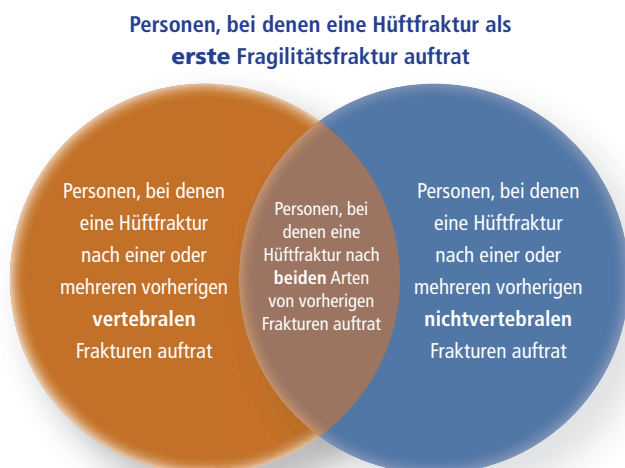 Personen, bei denen eine Hüftfraktur als
erste Fragilitätsfraktur auftrat
Personen, bei denen
eine Hüftfraktur
nach einer oder
mehreren vorherigen
vertebralen
Frakturen auftrat
Personen, bei
denen eine
Hüftfraktur nach
beiden Arten
von vorherigen
Frakturen auftrat
Personen, bei denen
eine Hüftfraktur
nach einer oder
mehreren vorherigen
nichtvertebralen
Frakturen auftrat